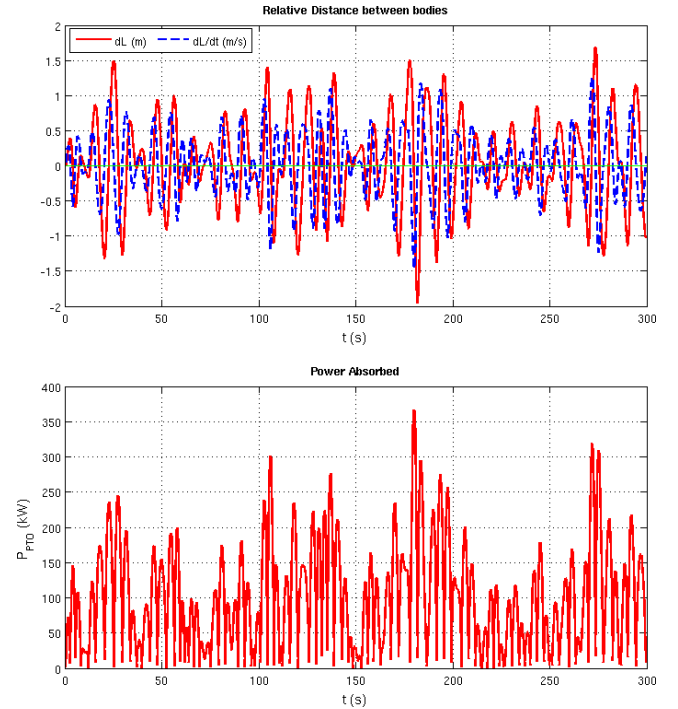 Relative Distance between bodies
dL (m) dL/dt (m/s)
2
1.5
1
0.5
0
-0.5
-1
-1.5
-2
0 50 100 150 200 250 300
t (s)
Power Absorbed
400
350
300
250
200
150
100
50
0
P_PTO (kW)
0 50 100 150 200 250 300
t (s)